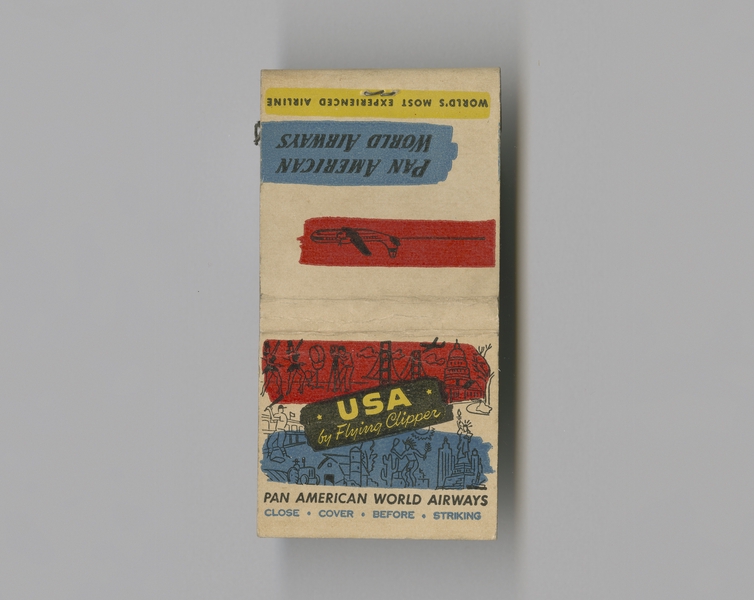 WORLD'S MOST EXPERIENCED AIRLINE
PAN AMERICAN
WORLD AIRWAYS
USA
by Flying Clipper
PAN AMERICAN WORLD AIRWAYS
CLOSE • COVER • BEFORE • STRIKING